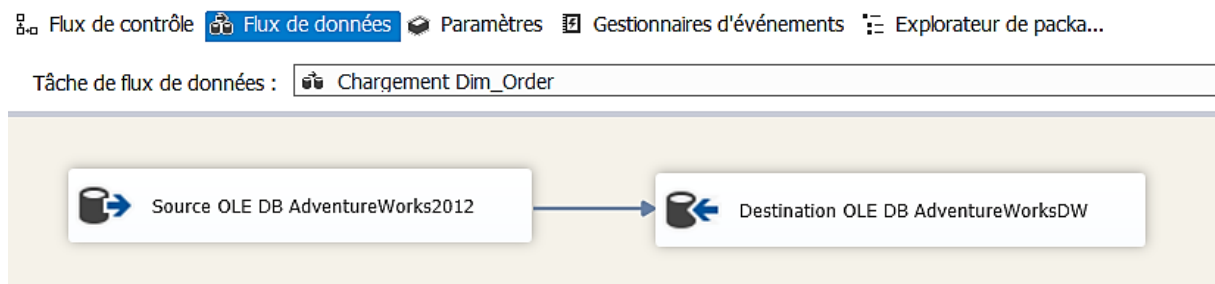 Flux de contrôle Flux de données Paramètres Gestionnaires d'événements Explorateur de packa...
Tâche de flux de données : Chargement Dim_Order
Source OLE DB AdventureWorks2012 Destination OLE DB AdventureWorksDW